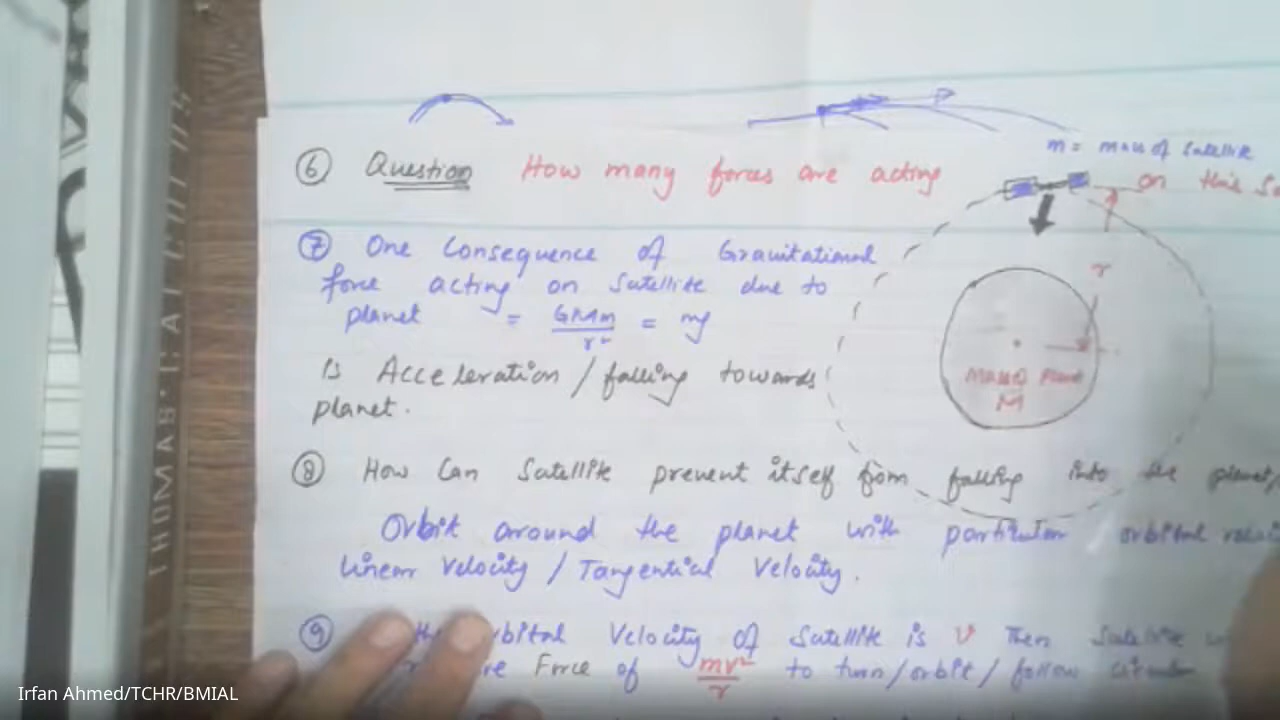 m = mass of Satellite
⑥ Question How many forces are acting on this
⑦ One Consequence of Gravitational
force acting on Satellite due to
planet = GMm/r² = mg
is Acceleration / falling towards
planet.
r
Mass of Planet
M
⑧ How Can Satellite prevent itself from falling into the planet
Orbit around the planet with particular orbital
Linear Velocity / Tangential Velocity.
⑨ Orbital Velocity of Satellite is v Then Satellite
Force of mv²/r to turn/orbit/follow
THOMAS
Irfan Ahmed/TCHR/BMIAL